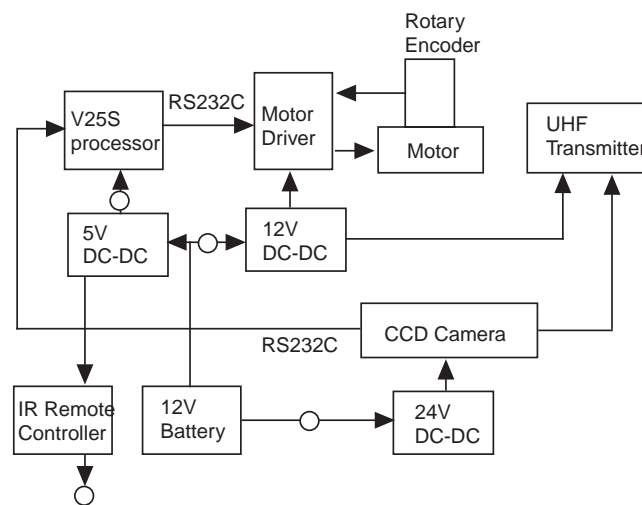 Rotary
Encoder
V25S
processor
RS232C
Motor
Driver
Motor
UHF
Transmitter
5V
DC-DC
12V
DC-DC
RS232C
CCD Camera
IR Remote
Controller
12V
Battery
24V
DC-DC